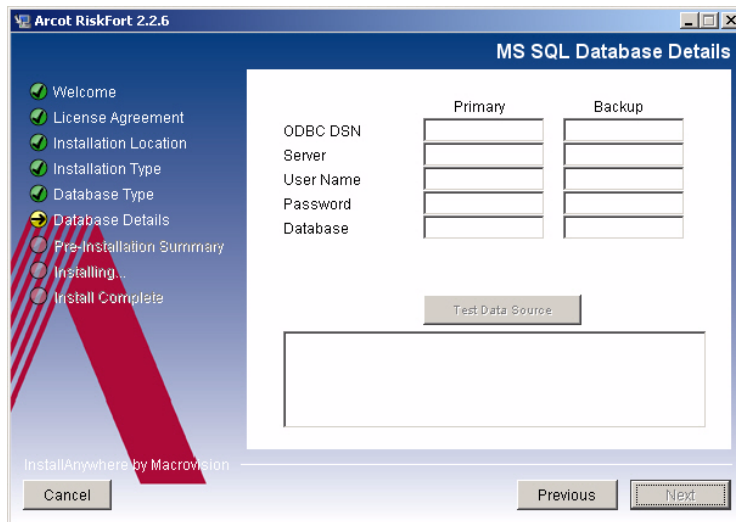 Arcot RiskFort 2.2.6
MS SQL Database Details
Welcome
License Agreement
Installation Location
Installation Type
Database Type
Database Details
Pre-Installation Summary
Installing...
Install Complete
Primary Backup
ODBC DSN
Server
User Name
Password
Database
Test Data Source
InstallAnywhere by Macrovision
Cancel
Previous
Next